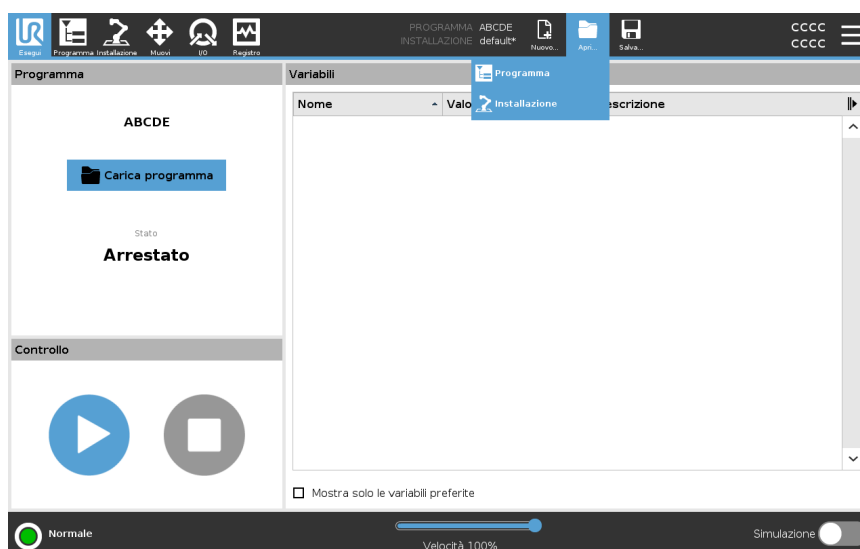 PROGRAMMA ABCDE
INSTALLAZIONE default*
Nuovo...
Apri...
Salva...
cccc
cccc
Esegui
Programma
Installazione
Muovi
I/O
Registro
Programma
Installazione
Programma
ABCDE
Carica programma
Stato
Arrestato
Controllo
Variabili
Nome
Valo
escrizione
Mostra solo le variabili preferite
Normale
Velocità 100%
Simulazione